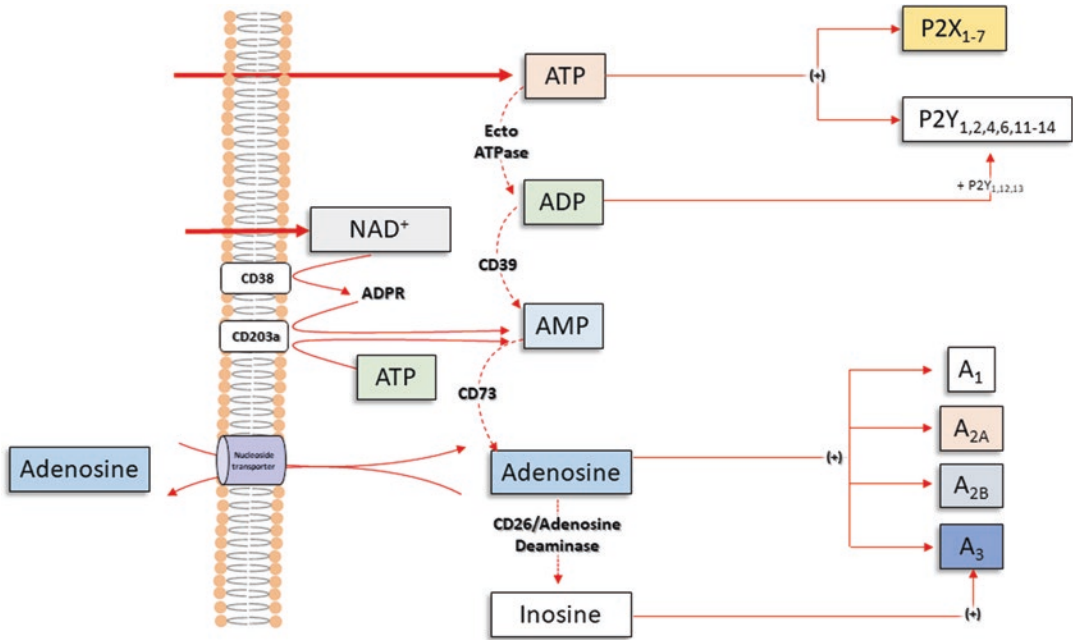 P2X₁₋₇
ATP
(+)
P2Y₁,₂,₄,₆,₁₁₋₁₄
Ecto
ATPase
+ P2Y₁,₁₂,₁₃
ADP
NAD⁺
CD39
CD38
ADPR
CD203a
AMP
ATP
CD73
A₁
A₂A
Adenosine
Nucleoside
transporter
Adenosine
(+)
A₂B
CD26/Adenosine
Deaminase
A₃
Inosine
(+)